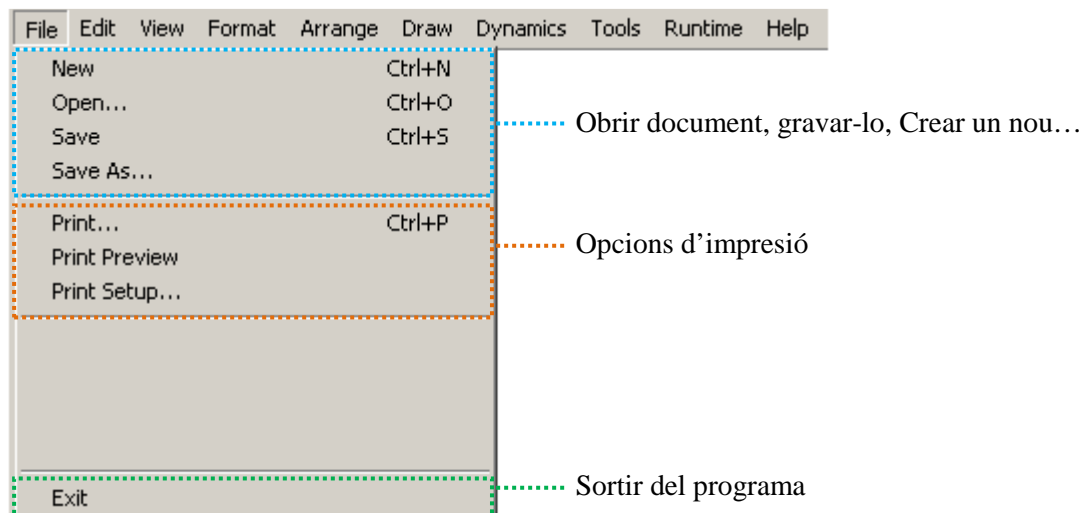 File Edit View Format Arrange Draw Dynamics Tools Runtime Help
New Ctrl+N
Open... Ctrl+O
Save Ctrl+S
Save As...
Obrir document, gravar-lo, Crear un nou…
Print... Ctrl+P
Print Preview
Print Setup...
Opcions d’impresió
Exit
Sortir del programa